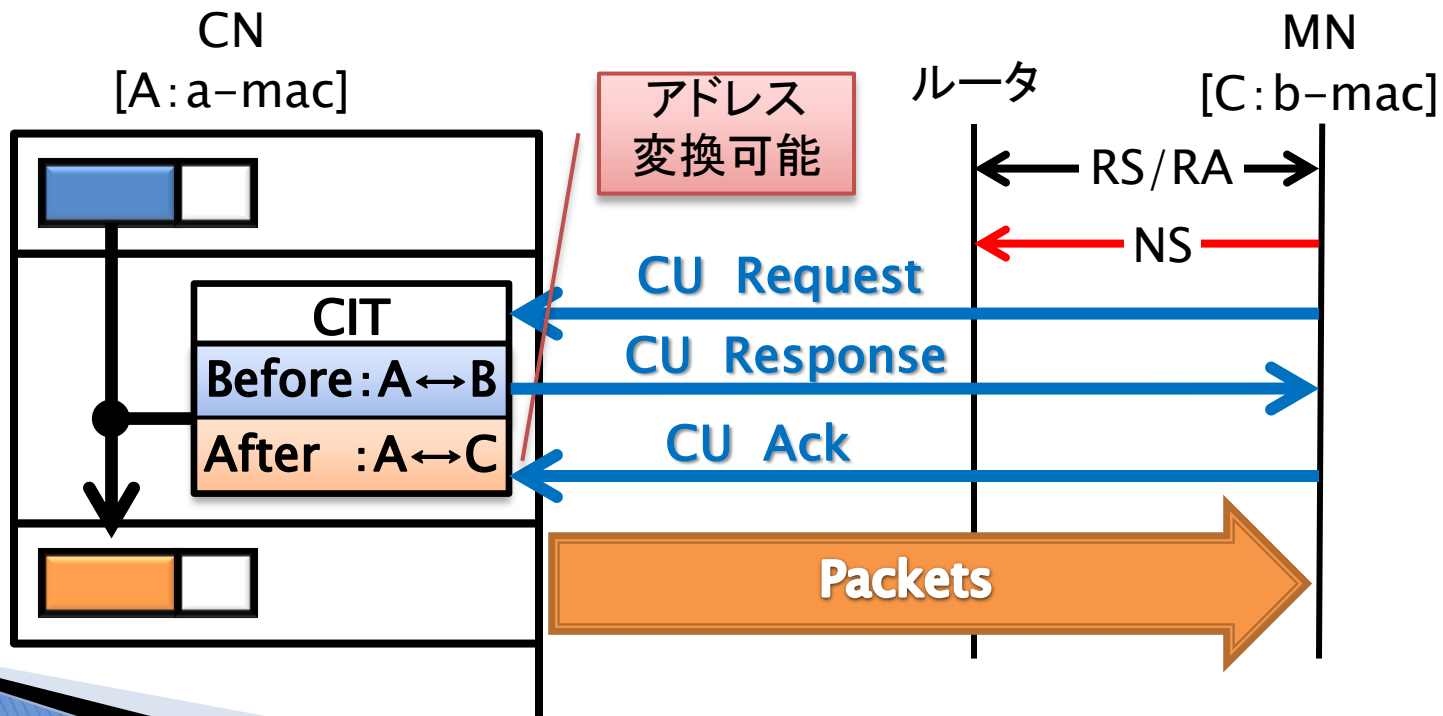 CN
[A:a-mac]
アドレス
変換可能
ルータ
MN
[C:b-mac]
RS/RA
NS
CU Request
CIT
CU Response
Before:A↔B
CU Ack
After :A↔C
Packets